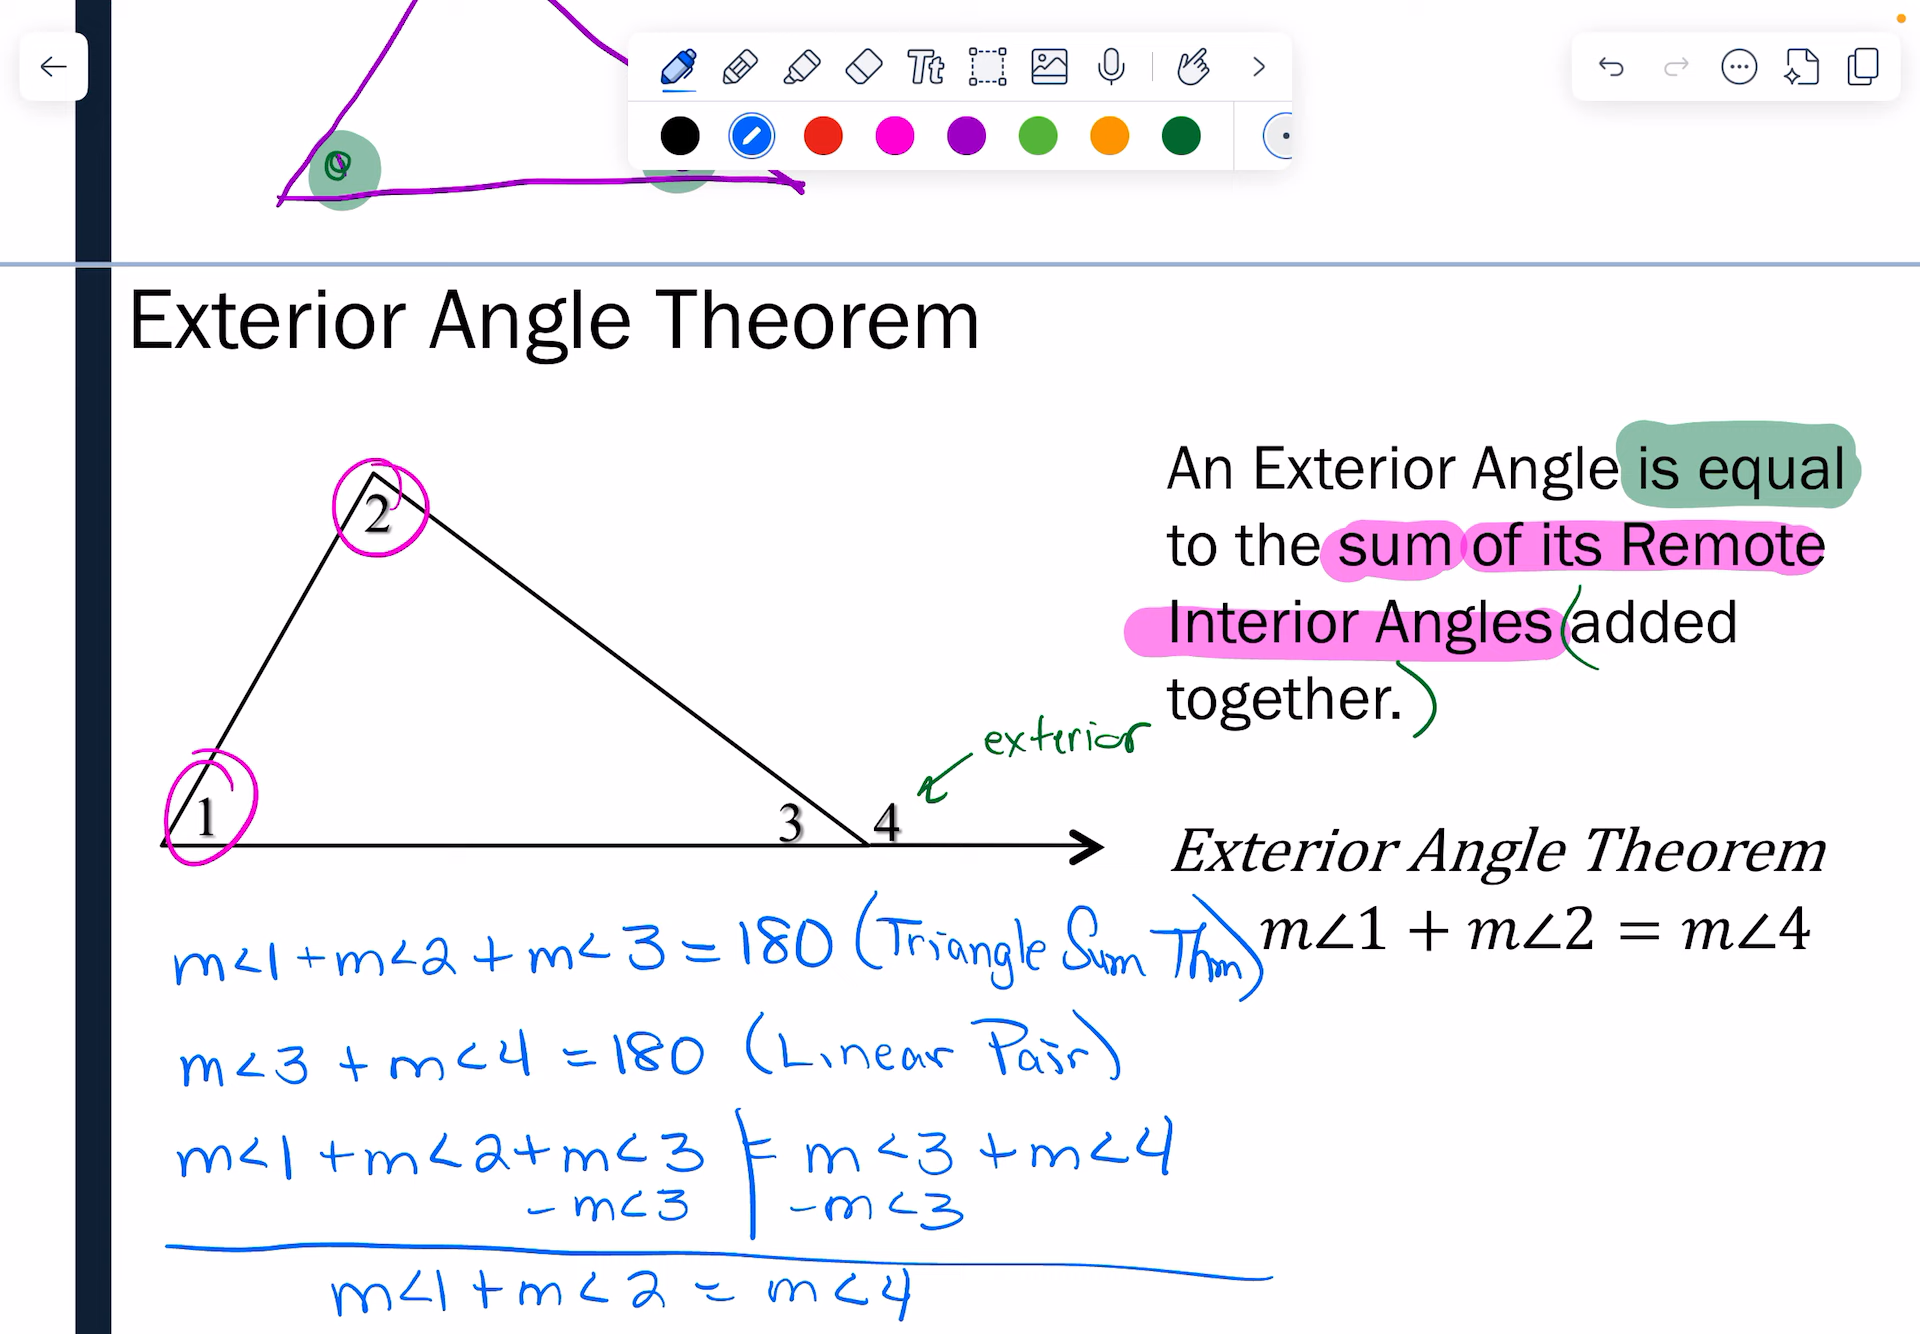 Tt
Exterior Angle Theorem
An Exterior Angle is equal
to the sum of its Remote
Interior Angles (added
together.)
2
1
3
4
exterior
Exterior Angle Theorem
m∠1 + m∠2 = m∠4
m<1 + m<2 + m<3 = 180 (Triangle Sum Thm)
m<3 + m<4 = 180 (Linear Pair)
m<1 + m<2 + m<3 = m<3 + m<4
- m<3 - m<3
m<1 + m<2 = m<4